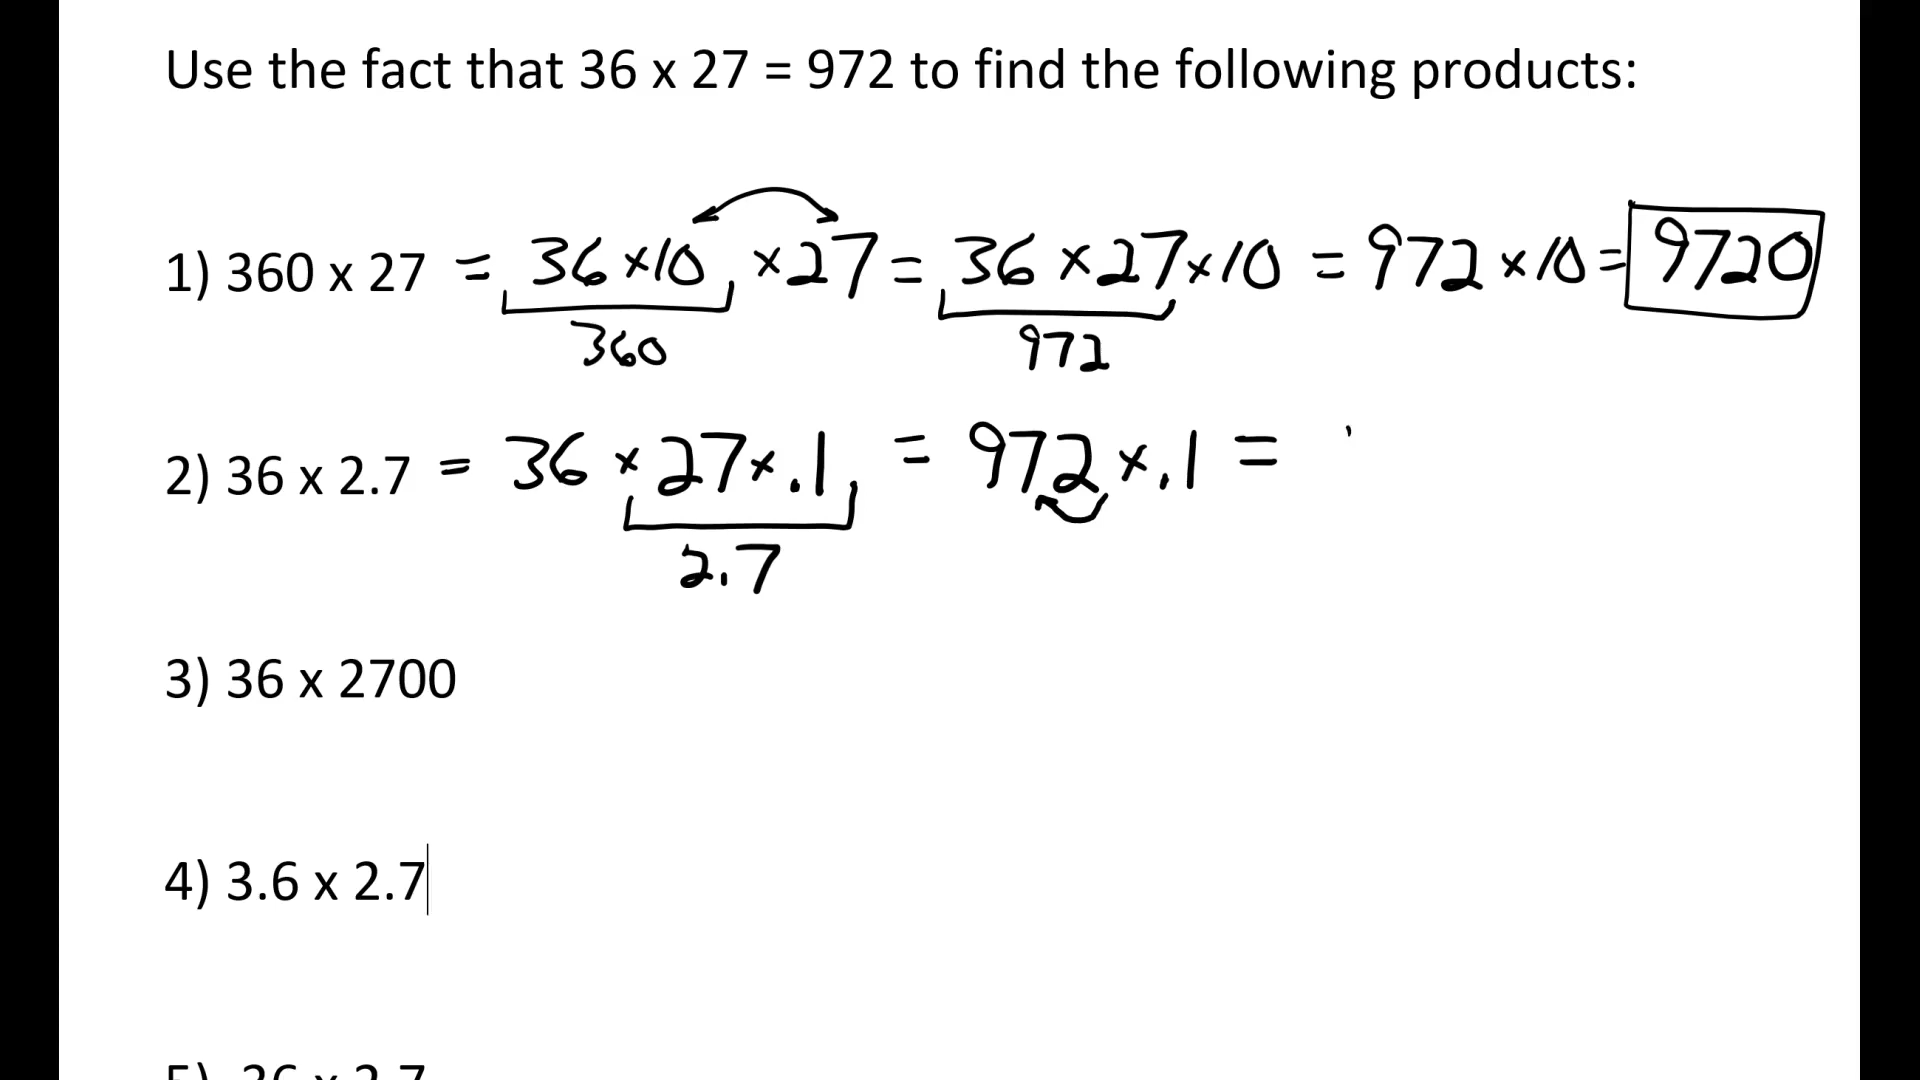 Use the fact that 36 x 27 = 972 to find the following products:
1) 360 x 27 = 36 × 10 × 27 = 36 × 27 × 10 = 972 × 10 = 9720
360 972
2) 36 x 2.7 = 36 × 27 × .1 = 972 × .1 =
2.7
3) 36 x 2700
4) 3.6 x 2.7